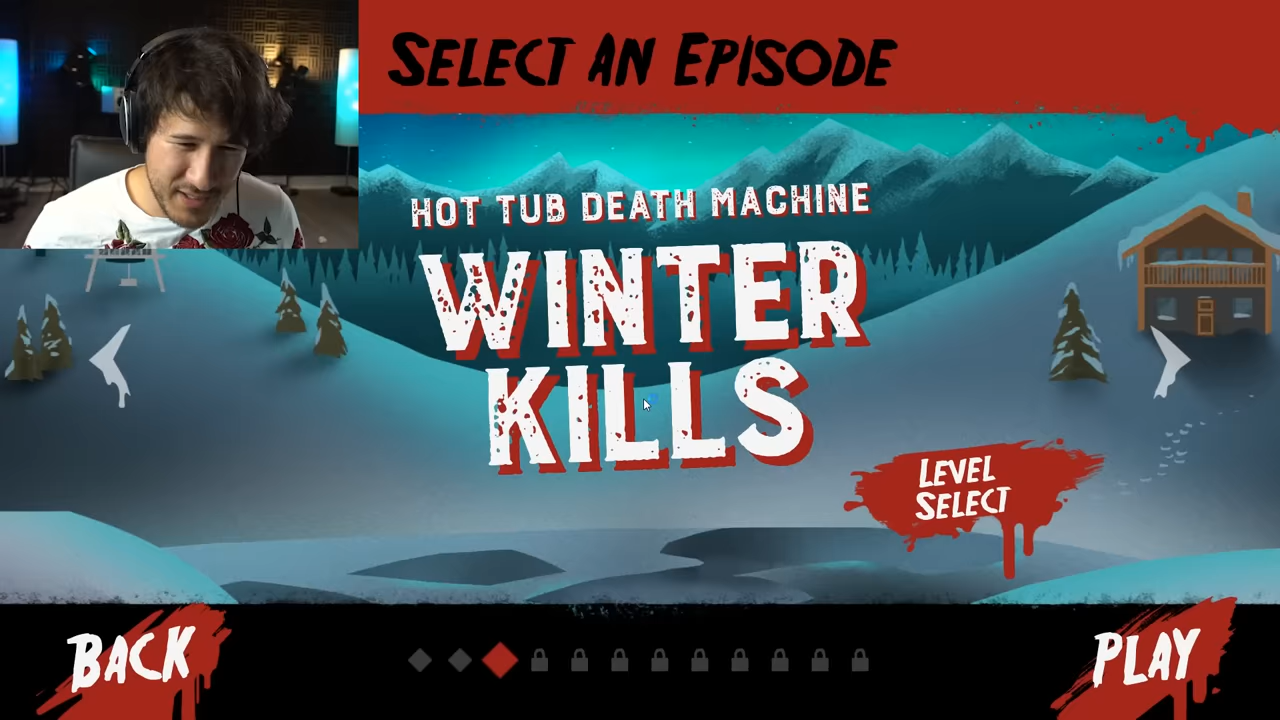 SELECT AN EPISODE
HOT TUB DEATH MACHINE
WINTER
KILLS
LEVEL
SELECT
BACK
PLAY